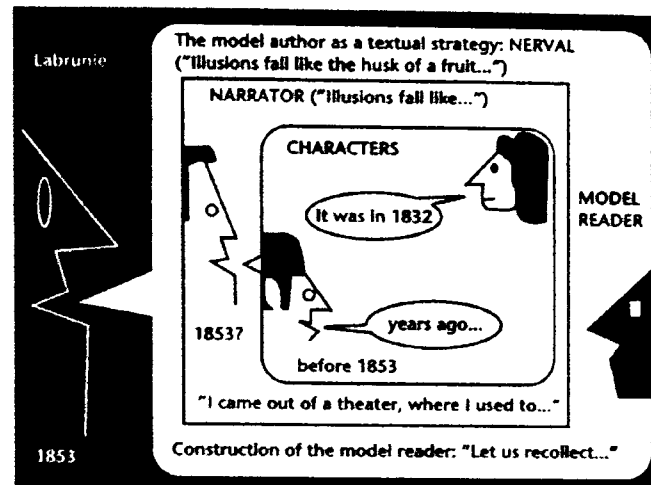 Labrunie
The model author as a textual strategy: NERVAL
("Illusions fall like the husk of a fruit...")
NARRATOR ("Illusions fall like...")
CHARACTERS
It was in 1832
MODEL
READER
years ago...
1853?
before 1853
"I came out of a theater, where I used to..."
1853
Construction of the model reader: "Let us recollect..."